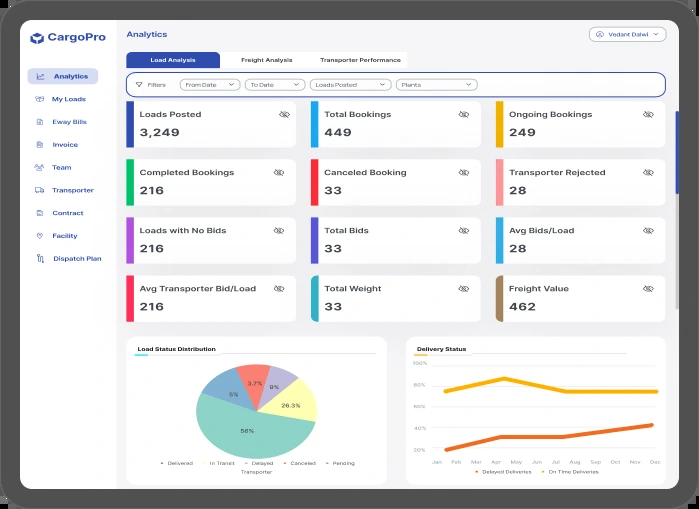 CargoPro
Analytics
Vedant Dalwi
Analytics
My Loads
Eway Bills
Invoice
Team
Transporter
Contract
Facility
Dispatch Plan
Load Analysis
Freight Analysis
Transporter Performance
Filters
From Date
To Date
Loads Posted
Plants
Loads Posted
3,249
Total Bookings
449
Ongoing Bookings
249
Completed Bookings
216
Canceled Booking
33
Transporter Rejected
28
Loads with No Bids
216
Total Bids
33
Avg Bids/Load
28
Avg Transporter Bid/Load
216
Total Weight
33
Freight Value
462
Load Status Distribution
3.7%
9%
5%
26.3%
56%
Delivered In Transit Delayed Canceled Pending
Transporter
Delivery Status
100%
80%
60%
40%
20%
Jan Feb Mar Apr May Jun Jul Aug Sep Oct Nov Dec
Delayed Deliveries On Time Deliveries